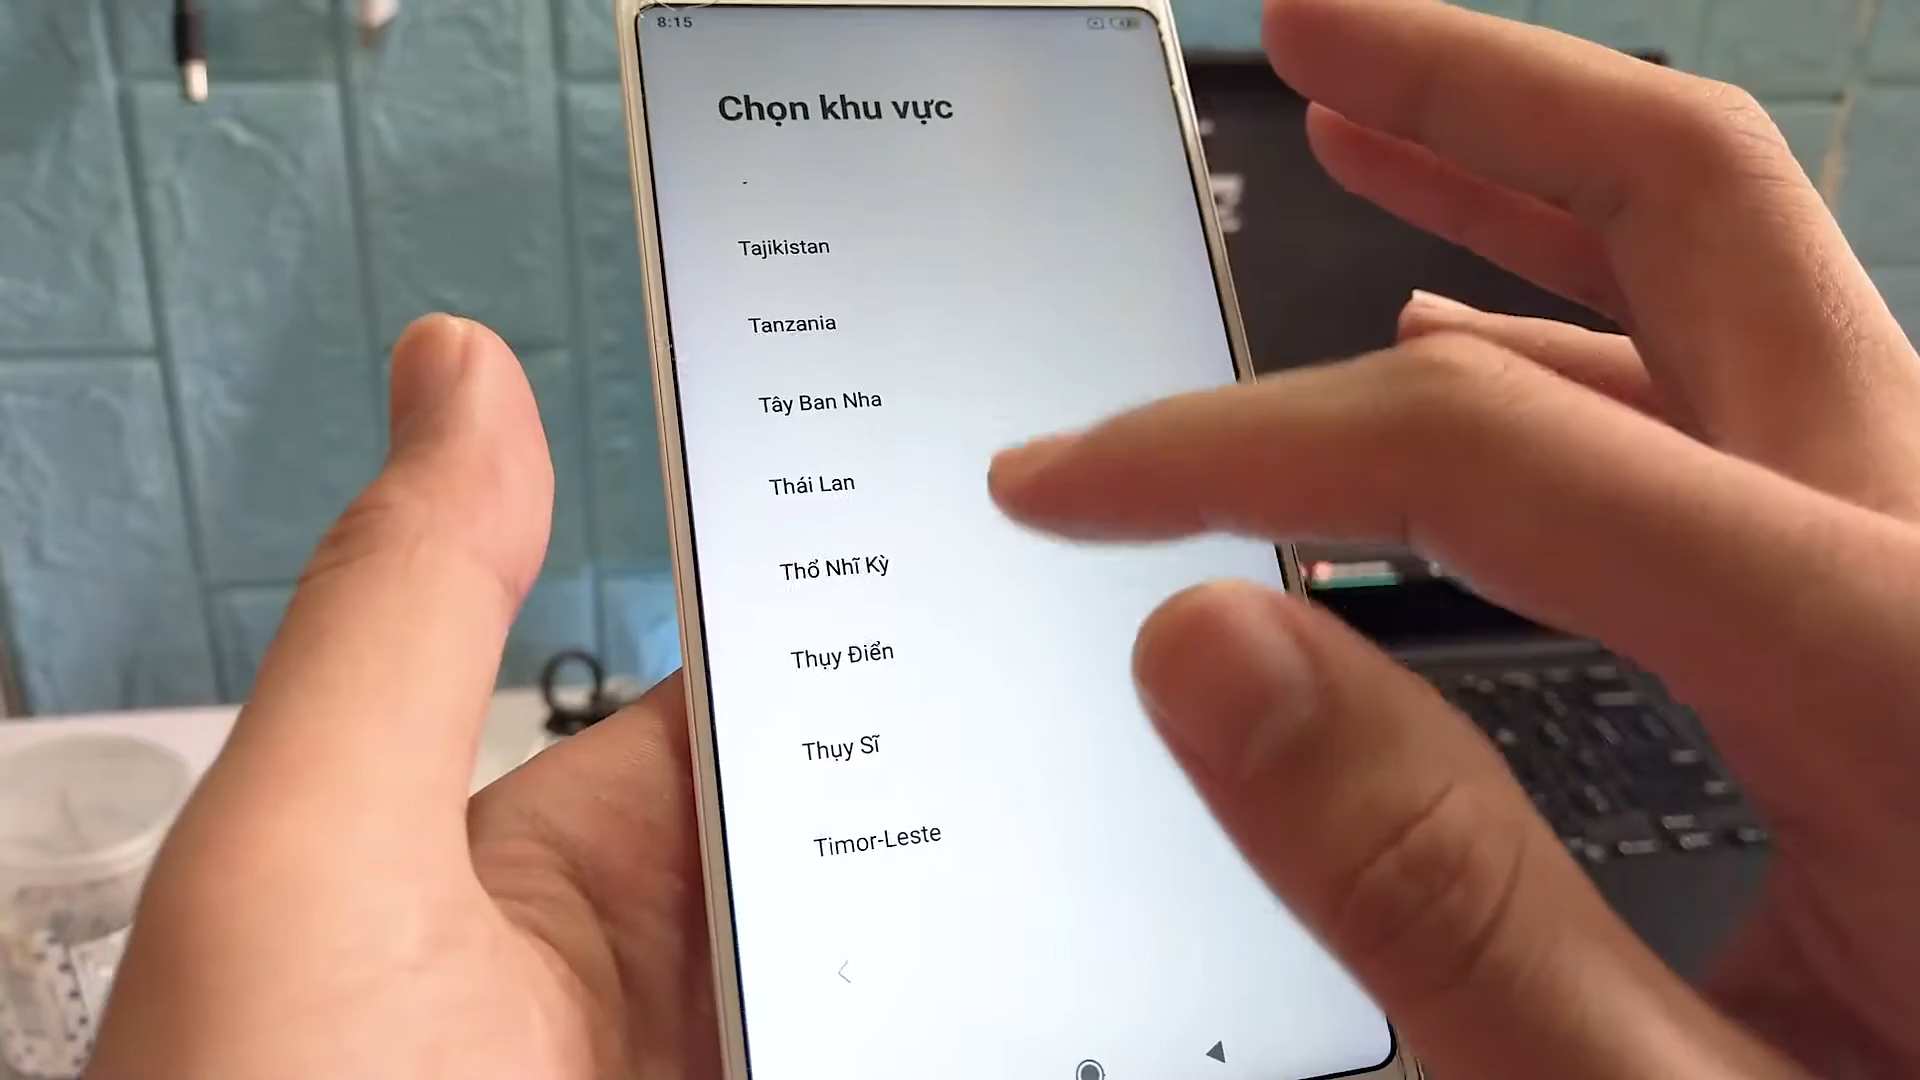 8:15
Chọn khu vực
Tajikistan
Tanzania
Tây Ban Nha
Thái Lan
Thổ Nhĩ Kỳ
Thụy Điển
Thụy Sĩ
Timor-Leste